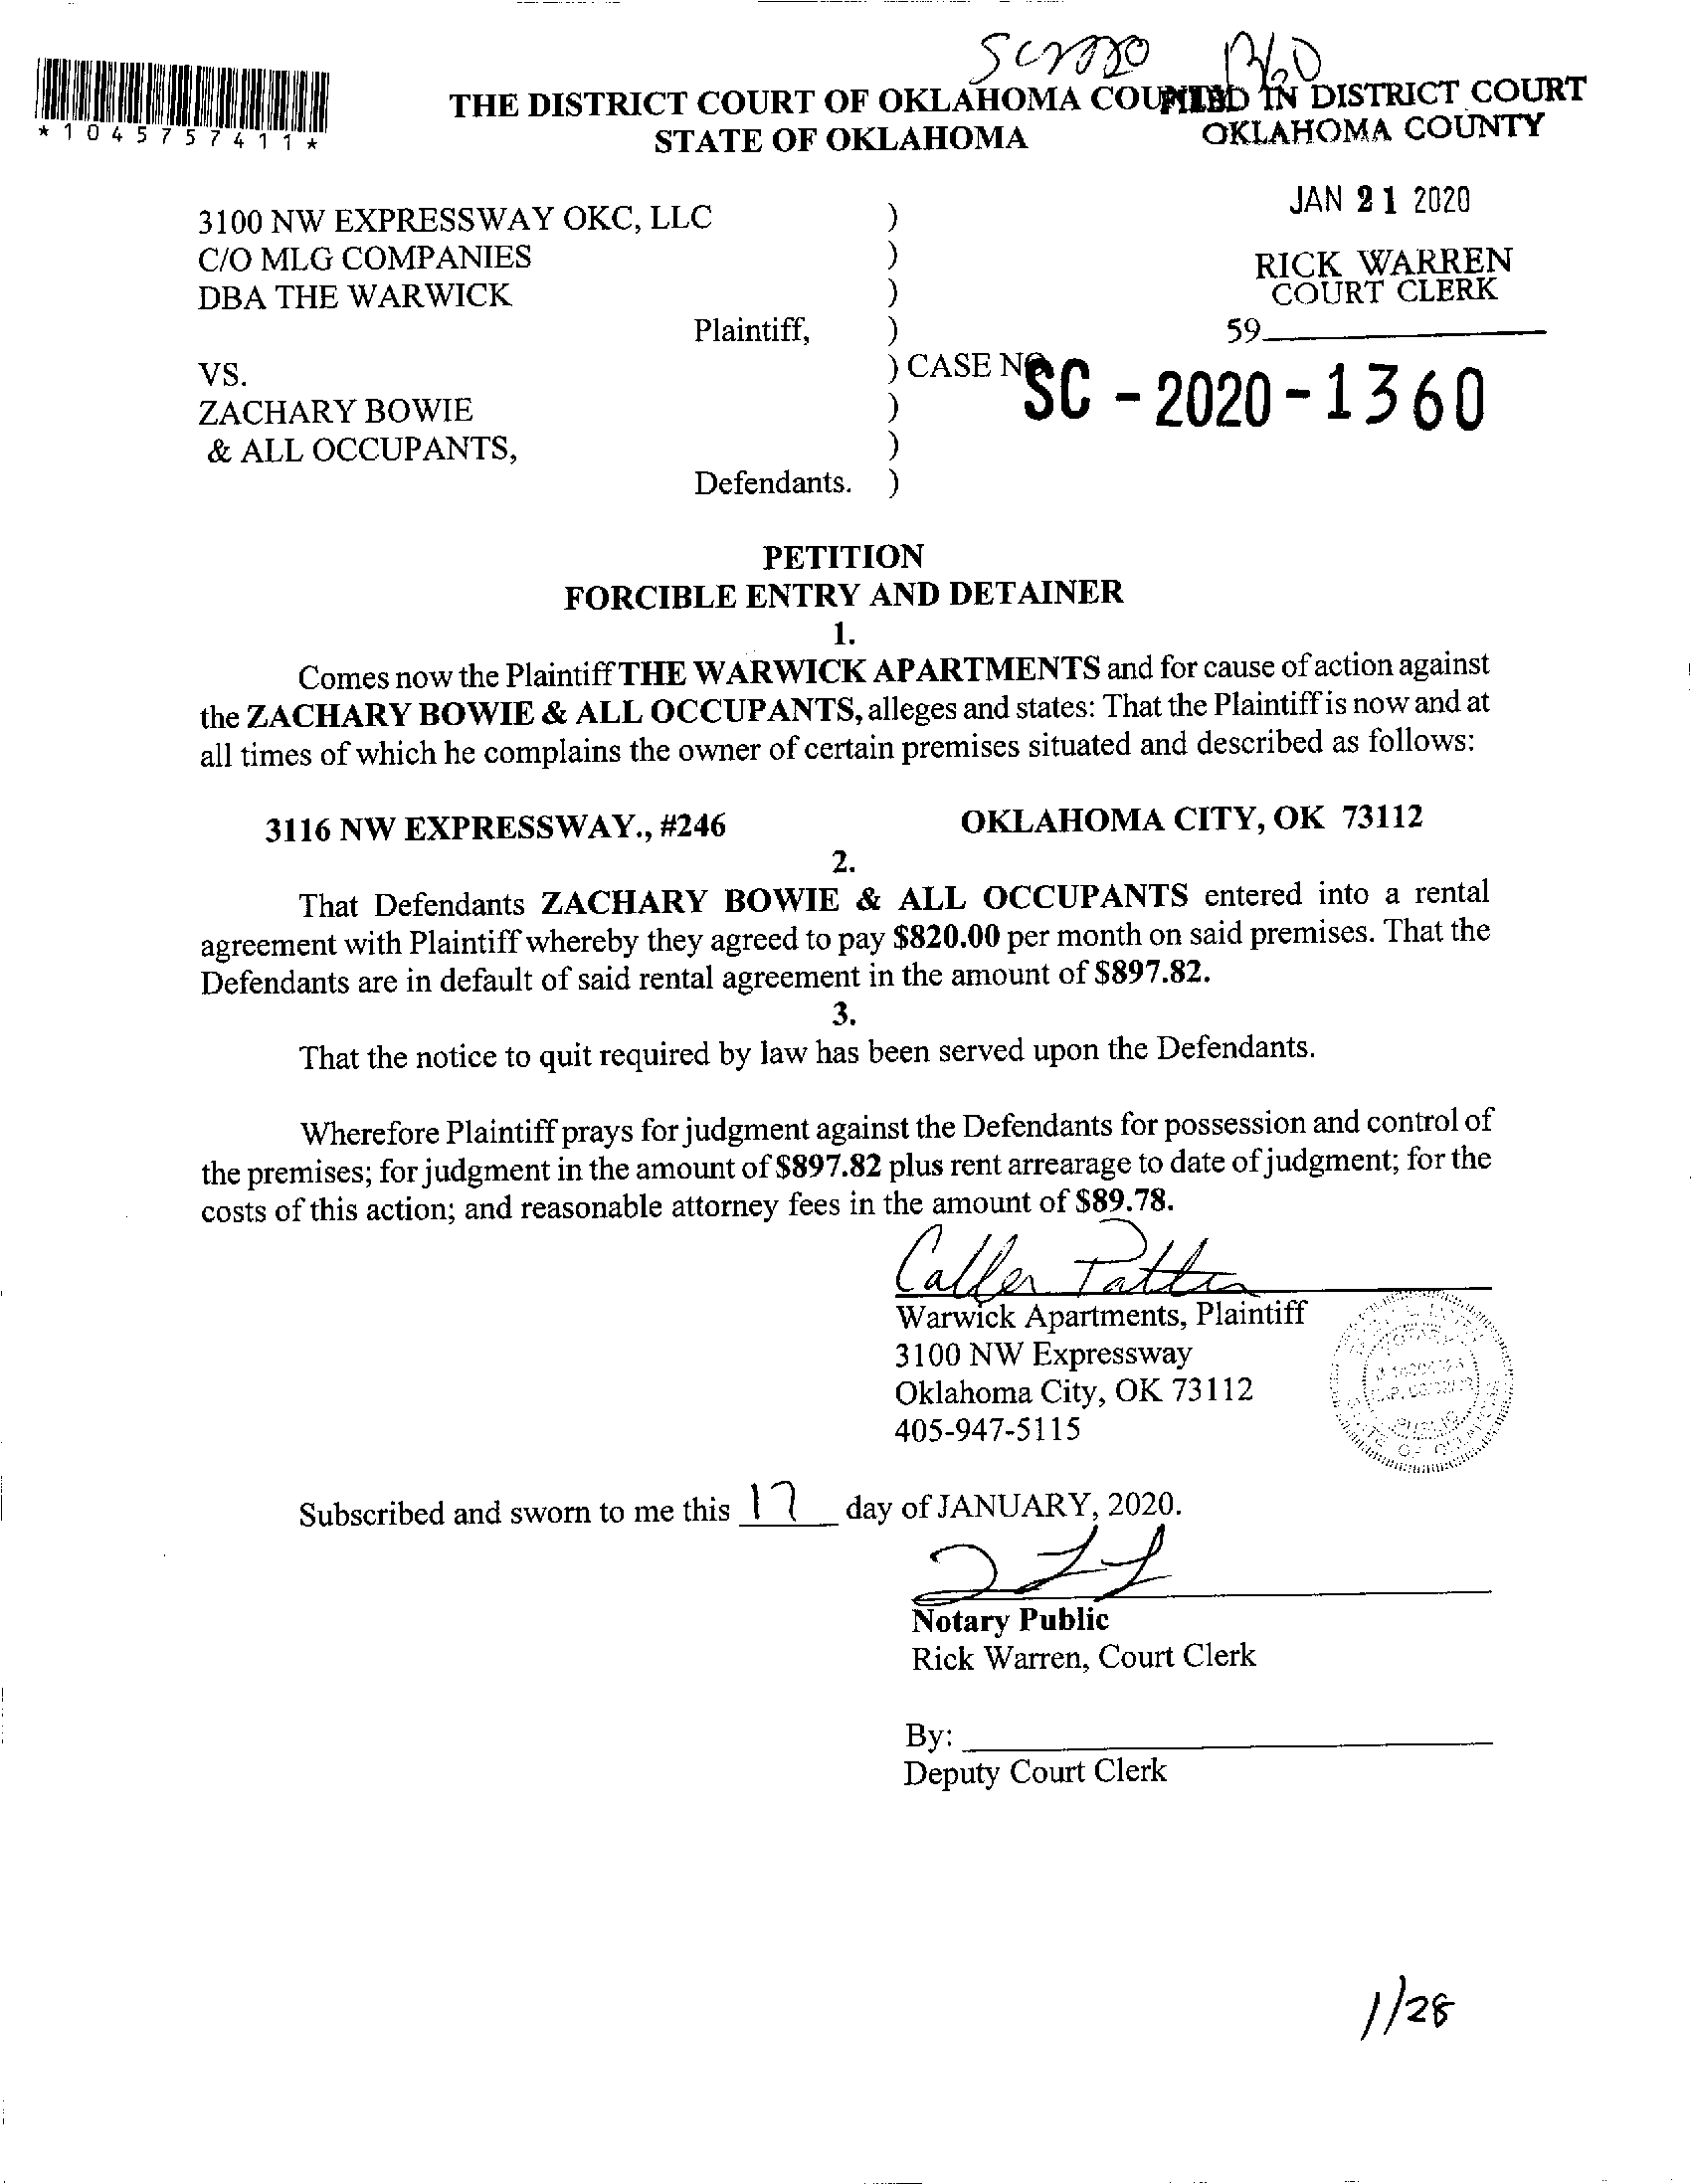 *1045757411*
THE DISTRICT COURT OF OKLAHOMA COUNTY
STATE OF OKLAHOMA
FILED IN DISTRICT COURT
OKLAHOMA COUNTY
JAN 21 2020
RICK WARREN
COURT CLERK
59
3100 NW EXPRESSWAY OKC, LLC )
C/O MLG COMPANIES )
DBA THE WARWICK )
Plaintiff, )
VS. ) CASE NO. SC-2020-1360
ZACHARY BOWIE )
& ALL OCCUPANTS, )
Defendants. )
PETITION
FORCIBLE ENTRY AND DETAINER
1.
Comes now the Plaintiff THE WARWICK APARTMENTS and for cause of action against
the ZACHARY BOWIE & ALL OCCUPANTS, alleges and states: That the Plaintiff is now and at
all times of which he complains the owner of certain premises situated and described as follows:
3116 NW EXPRESSWAY., #246 OKLAHOMA CITY, OK 73112
2.
That Defendants ZACHARY BOWIE & ALL OCCUPANTS entered into a rental
agreement with Plaintiff whereby they agreed to pay $820.00 per month on said premises. That the
Defendants are in default of said rental agreement in the amount of $897.82.
3.
That the notice to quit required by law has been served upon the Defendants.
Wherefore Plaintiff prays for judgment against the Defendants for possession and control of
the premises; for judgment in the amount of $897.82 plus rent arrearage to date of judgment; for the
costs of this action; and reasonable attorney fees in the amount of $89.78.
Warwick Apartments, Plaintiff
3100 NW Expressway
Oklahoma City, OK 73112
405-947-5115
Subscribed and sworn to me this 17 day of JANUARY, 2020.
Notary Public
Rick Warren, Court Clerk
By:
Deputy Court Clerk
1/28